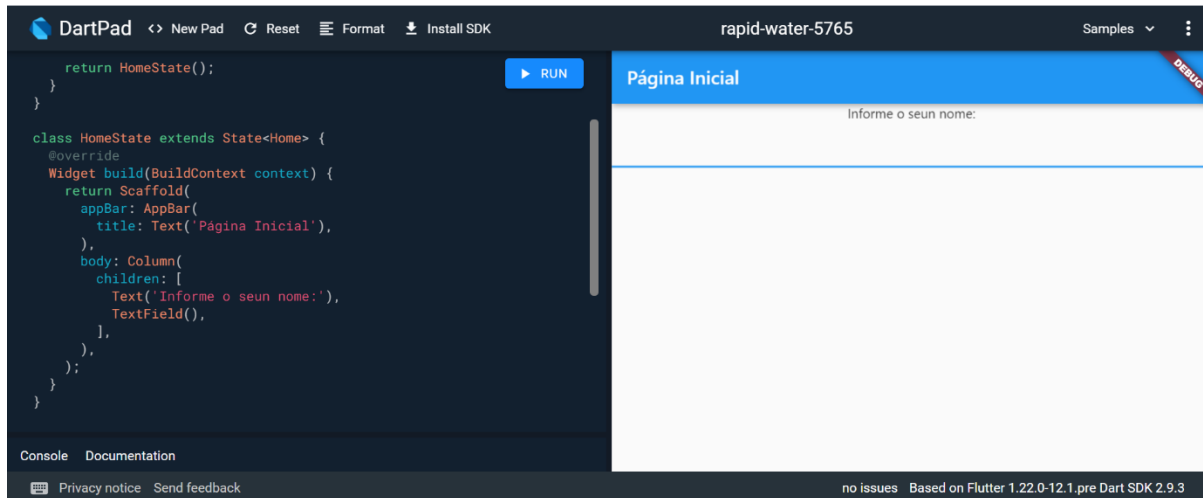 DartPad <> New Pad Reset Format Install SDK rapid-water-5765 Samples
return HomeState();
}
}
class HomeState extends State<Home> {
@override
Widget build(BuildContext context) {
return Scaffold(
appBar: AppBar(
title: Text('Página Inicial'),
),
body: Column(
children: [
Text('Informe o seun nome:'),
TextField(),
],
),
);
}
}
RUN
Console Documentation
Página Inicial
DEBUG
Informe o seun nome:
Privacy notice Send feedback
no issues Based on Flutter 1.22.0-12.1.pre Dart SDK 2.9.3